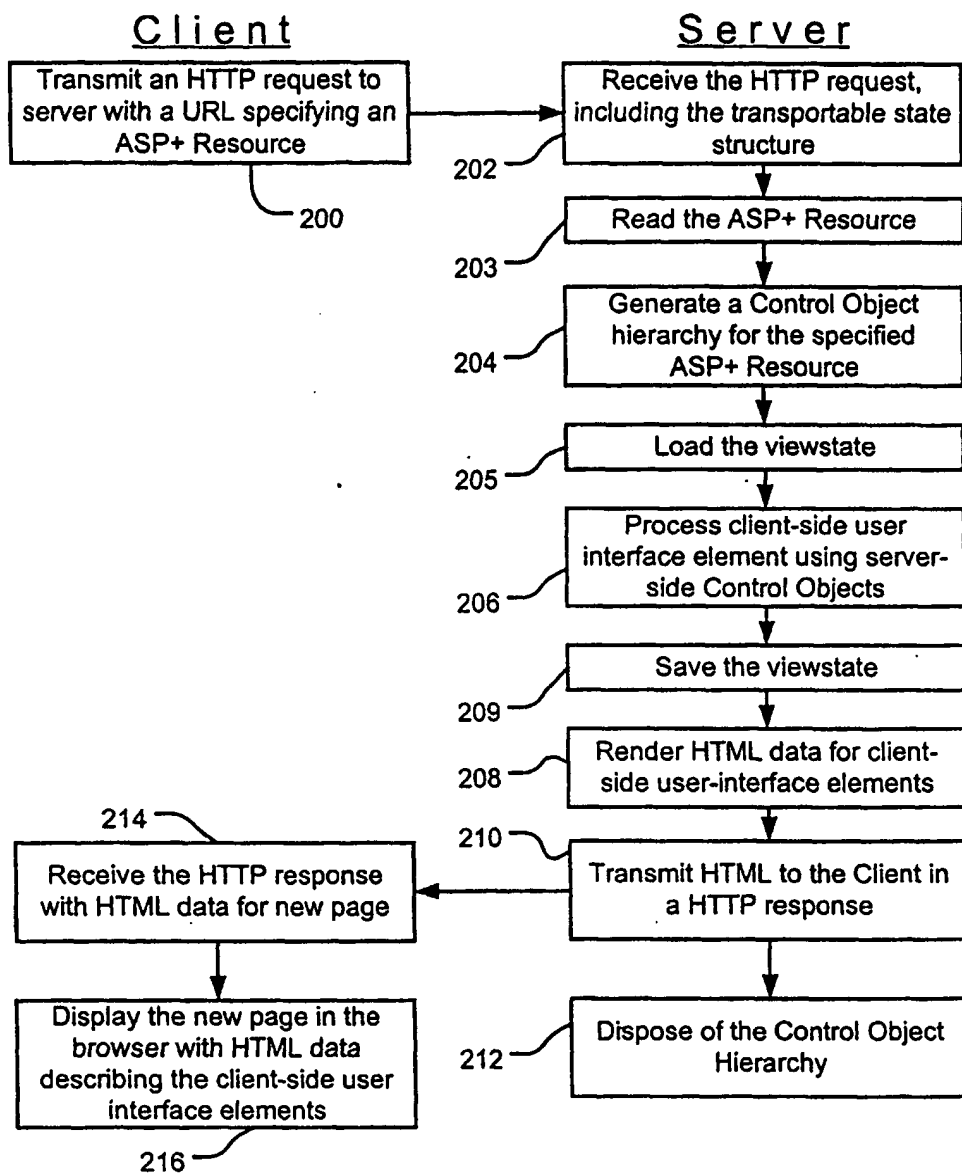 Client
Server
Transmit an HTTP request to
server with a URL specifying an
ASP+ Resource
200
Receive the HTTP request,
including the transportable state
structure
202
Read the ASP+ Resource
203
Generate a Control Object
hierarchy for the specified
ASP+ Resource
204
Load the viewstate
205
Process client-side user
interface element using server-
side Control Objects
206
Save the viewstate
209
Render HTML data for client-
side user-interface elements
208
210
Transmit HTML to the Client in
a HTTP response
214
Receive the HTTP response
with HTML data for new page
Display the new page in the
browser with HTML data
describing the client-side user
interface elements
216
Dispose of the Control Object
Hierarchy
212